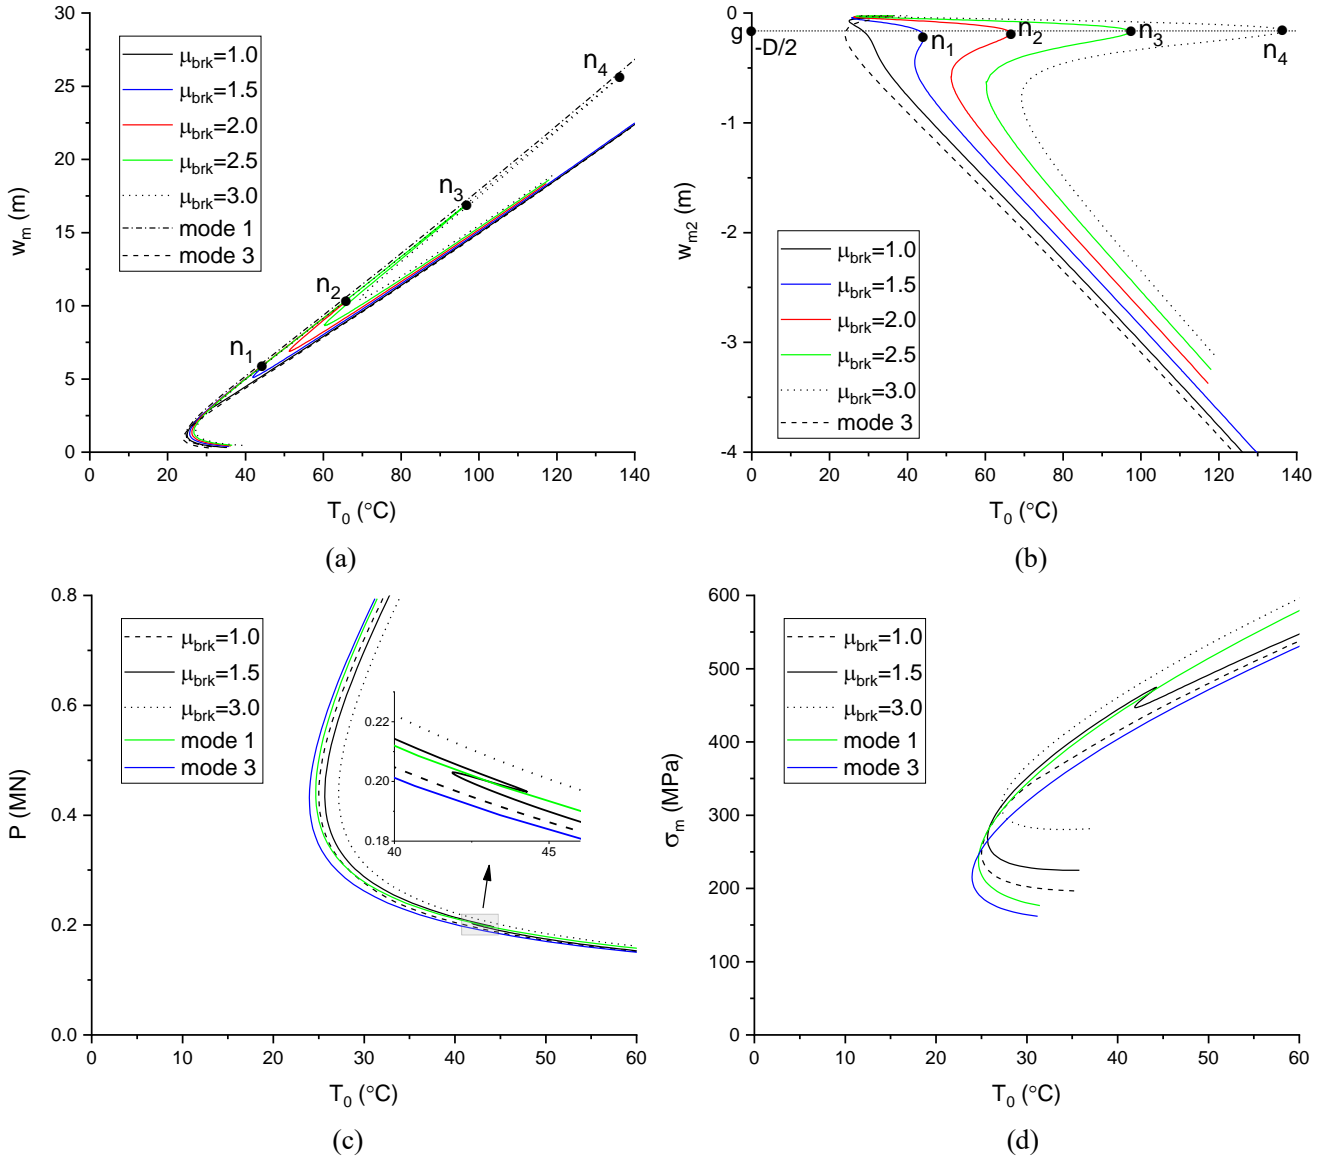 30
25
20
15
10
5
0
w_m (m)
μ_brk=1.0
μ_brk=1.5
μ_brk=2.0
μ_brk=2.5
μ_brk=3.0
mode 1
mode 3
n_1
n_2
n_3
n_4
0 20 40 60 80 100 120 140
T_0 (°C)
(a)
0
-1
-2
-3
-4
w_m2 (m)
g
-D/2
n_1
n_2
n_3
n_4
μ_brk=1.0
μ_brk=1.5
μ_brk=2.0
μ_brk=2.5
μ_brk=3.0
mode 3
0 20 40 60 80 100 120 140
T_0 (°C)
(b)
0.8
0.6
0.4
0.2
0.0
P (MN)
μ_brk=1.0
μ_brk=1.5
μ_brk=3.0
mode 1
mode 3
0.22
0.20
0.18
40 45
0 10 20 30 40 50 60
T_0 (°C)
(c)
600
500
400
300
200
100
0
σ_m (MPa)
μ_brk=1.0
μ_brk=1.5
μ_brk=3.0
mode 1
mode 3
0 10 20 30 40 50 60
T_0 (°C)
(d)